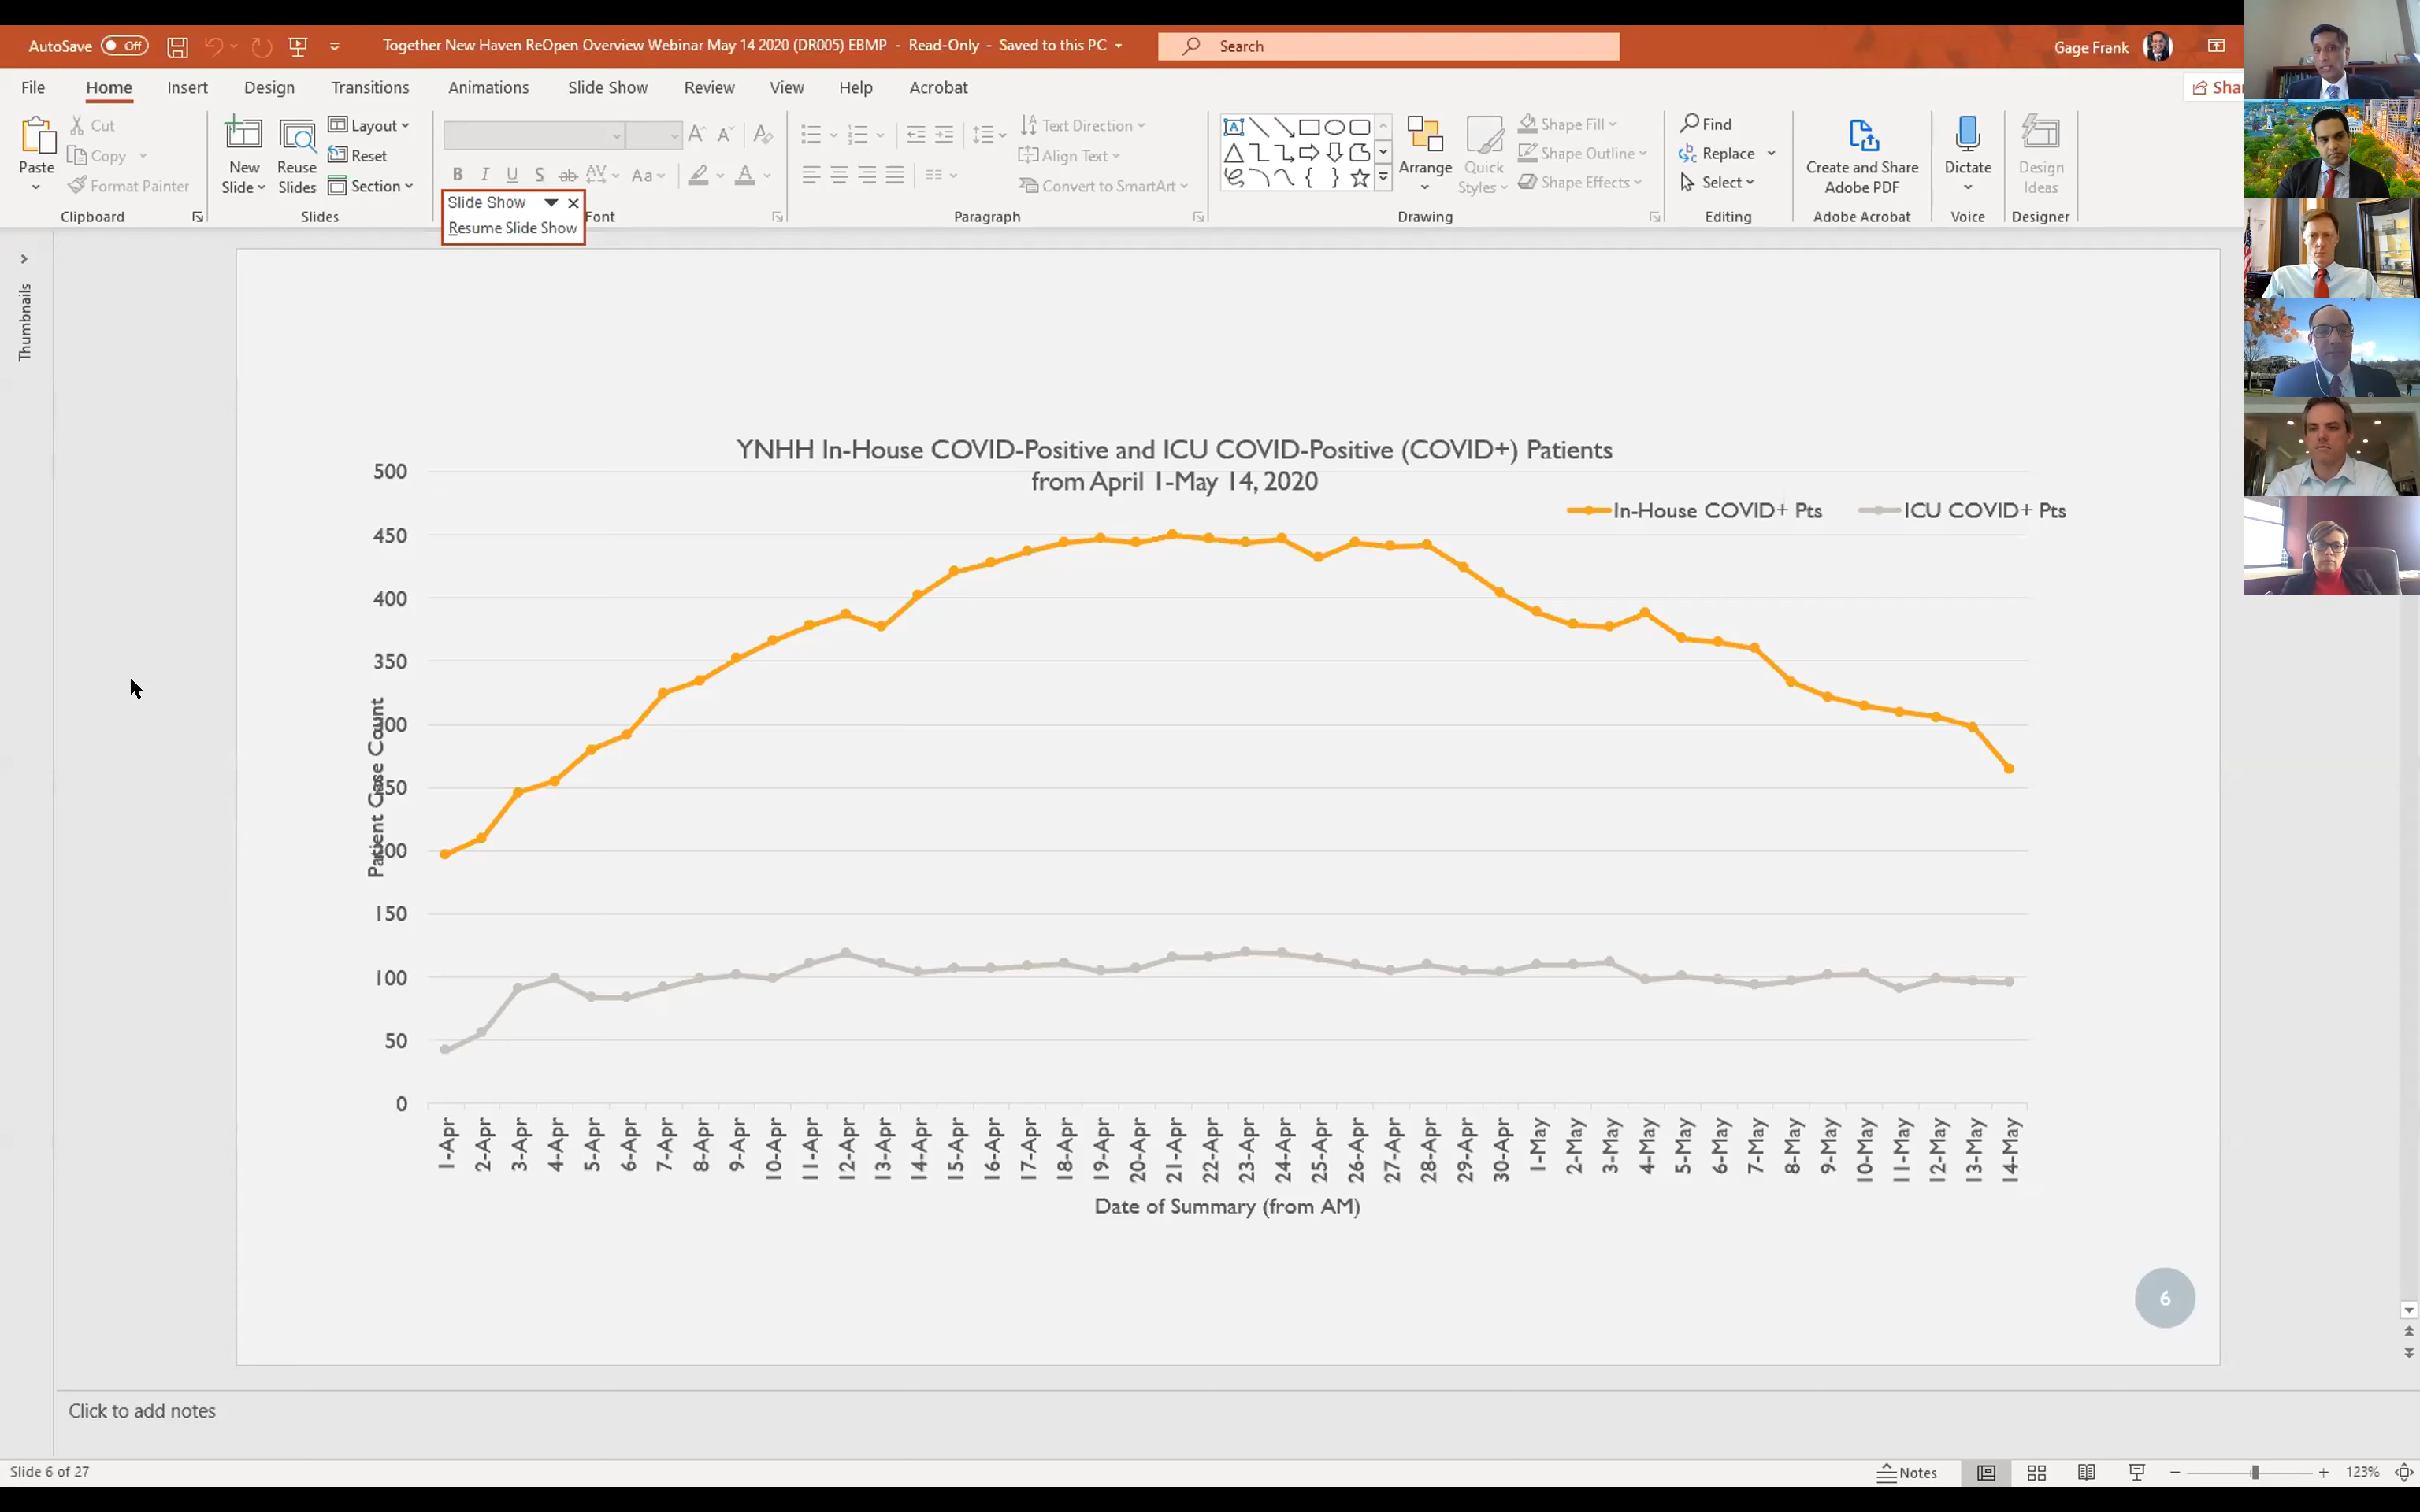 AutoSave Off
Together New Haven ReOpen Overview Webinar May 14 2020 (DR005) EBMP - Read-Only - Saved to this PC
Search
Gage Frank
File Home Insert Design Transitions Animations Slide Show Review View Help Acrobat
Paste
Cut
Copy
Format Painter
Clipboard
New Slide
Reuse Slides
Layout
Reset
Section
Slides
B I U S ab AV Aa A
Font
Slide Show
Resume Slide Show
Text Direction
Align Text
Convert to SmartArt
Paragraph
Arrange
Quick Styles
Shape Fill
Shape Outline
Shape Effects
Drawing
Find
Replace
Select
Editing
Create and Share Adobe PDF
Adobe Acrobat
Dictate
Voice
Design Ideas
Designer
Thumbnails
YNHH In-House COVID-Positive and ICU COVID-Positive (COVID+) Patients
from April 1-May 14, 2020
In-House COVID+ Pts ICU COVID+ Pts
Patient Case Count
500
450
400
350
300
250
200
150
100
50
0
1-Apr 2-Apr 3-Apr 4-Apr 5-Apr 6-Apr 7-Apr 8-Apr 9-Apr 10-Apr 11-Apr 12-Apr 13-Apr 14-Apr 15-Apr 16-Apr 17-Apr 18-Apr 19-Apr 20-Apr 21-Apr 22-Apr 23-Apr 24-Apr 25-Apr 26-Apr 27-Apr 28-Apr 29-Apr 30-Apr 1-May 2-May 3-May 4-May 5-May 6-May 7-May 8-May 9-May 10-May 11-May 12-May 13-May 14-May
Date of Summary (from AM)
6
Click to add notes
Slide 6 of 27
Notes
123%